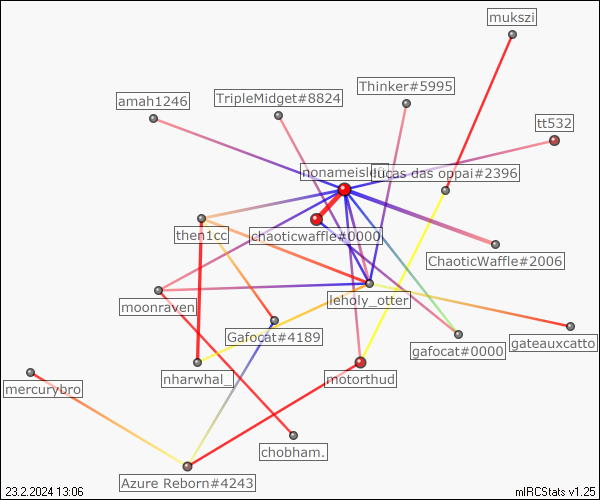 mukszi
Thinker#5995
amah1246
TripleMidget#8824
tt532
lucas das oppai#2396
then1cc
chaoticwaffle#0000
ChaoticWaffle#2006
moonraven
leholy_otter
Gafocat#4189
gafocat#0000
gateauxcatto
nharwhal_
motorthud
mercurybro
chobham.
Azure Reborn#4243
23.2.2024 13:06
mIRCStats v1.25